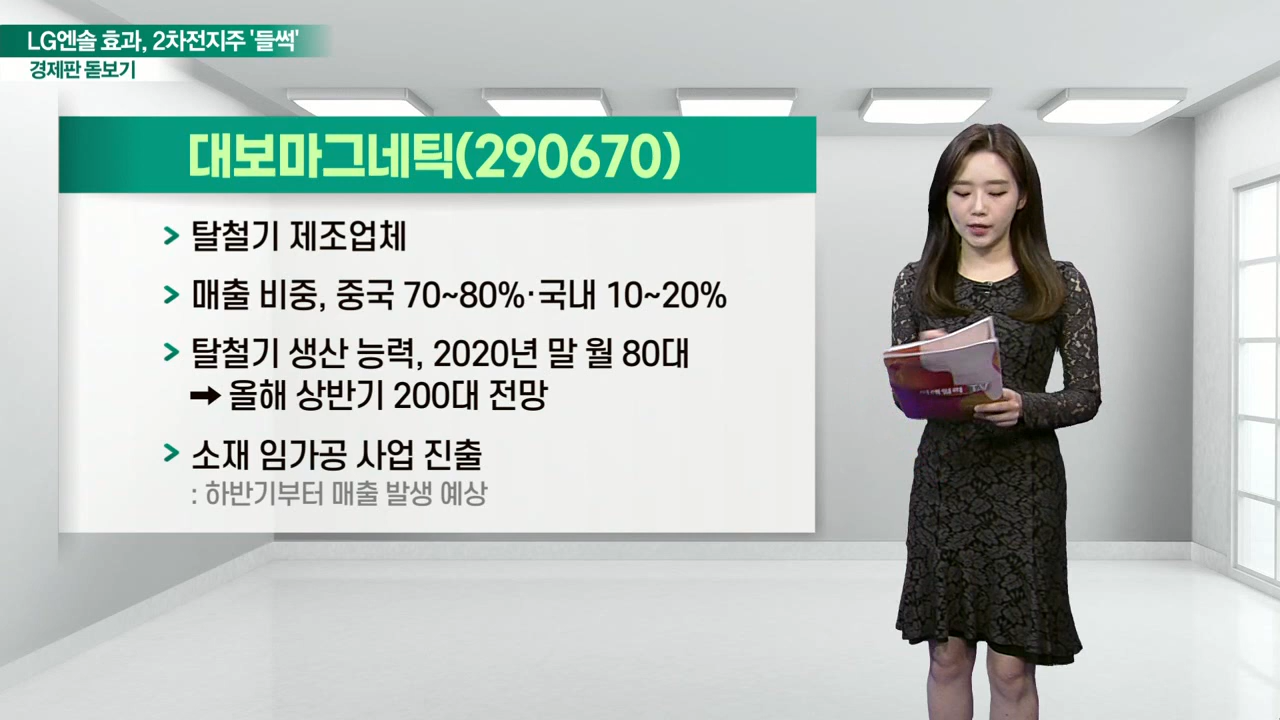 LG엔솔 효과, 2차전지주 '들썩'
경제판 돋보기
대보마그네틱(290670)
> 탈철기 제조업체
> 매출 비중, 중국 70~80%·국내 10~20%
> 탈철기 생산 능력, 2020년 말 월 80대
➡ 올해 상반기 200대 전망
> 소재 임가공 사업 진출
: 하반기부터 매출 발생 예상
TV